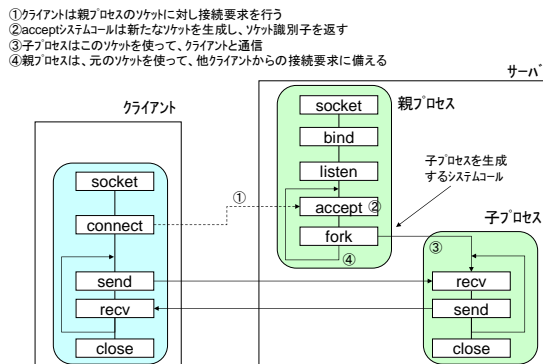 ①クライアントは親プロセスのソケットに対し接続要求を行う
②acceptシステムコールは新たなソケットを生成し、ソケット識別子を返す
③子プロセスはこのソケットを使って、クライアントと通信
④親プロセスは、元のソケットを使って、他クライアントからの接続要求に備える
サーバ
クライアント
socket
親プロセス
bind
listen
子プロセスを生成
するシステムコール
socket
①
accept
②
connect
fork
子プロセス
④
③
send
recv
recv
send
close
close